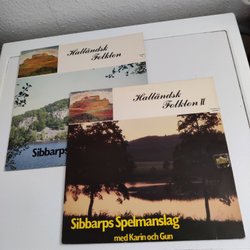 Halländsk
Folkton
Sibbarps
Halländsk
Folkton II
Sibbarps Spelmanslag
med Karin och Gun